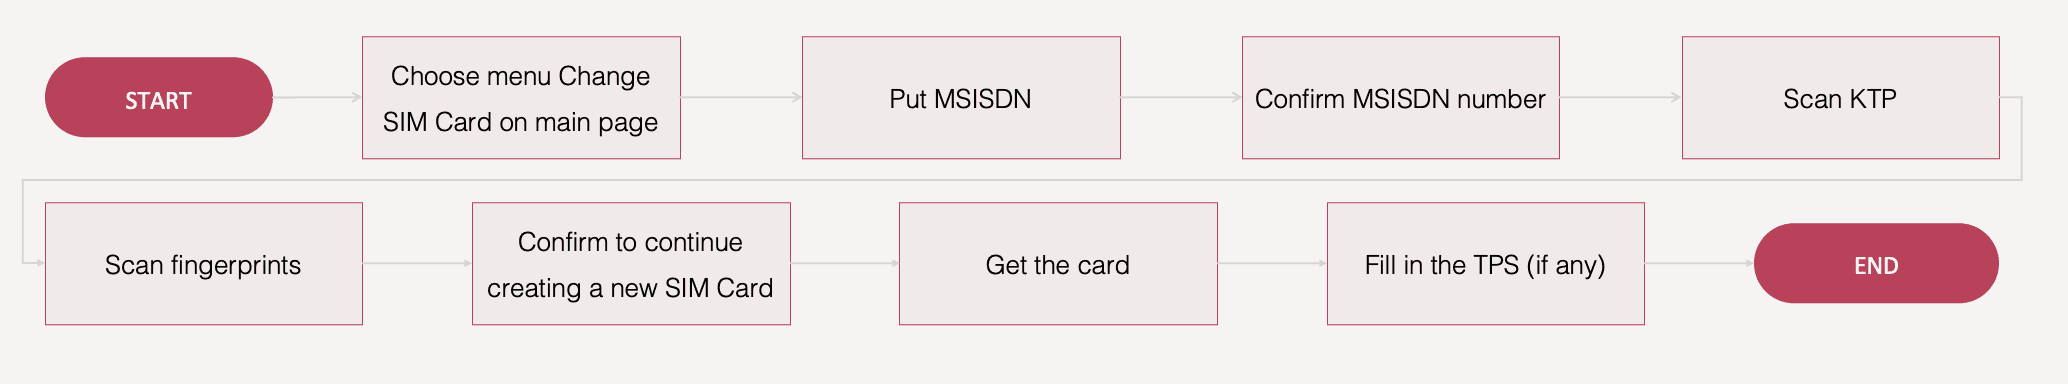 START
Choose menu Change
SIM Card on main page
Put MSISDN
Confirm MSISDN number
Scan KTP
Scan fingerprints
Confirm to continue
creating a new SIM Card
Get the card
Fill in the TPS (if any)
END